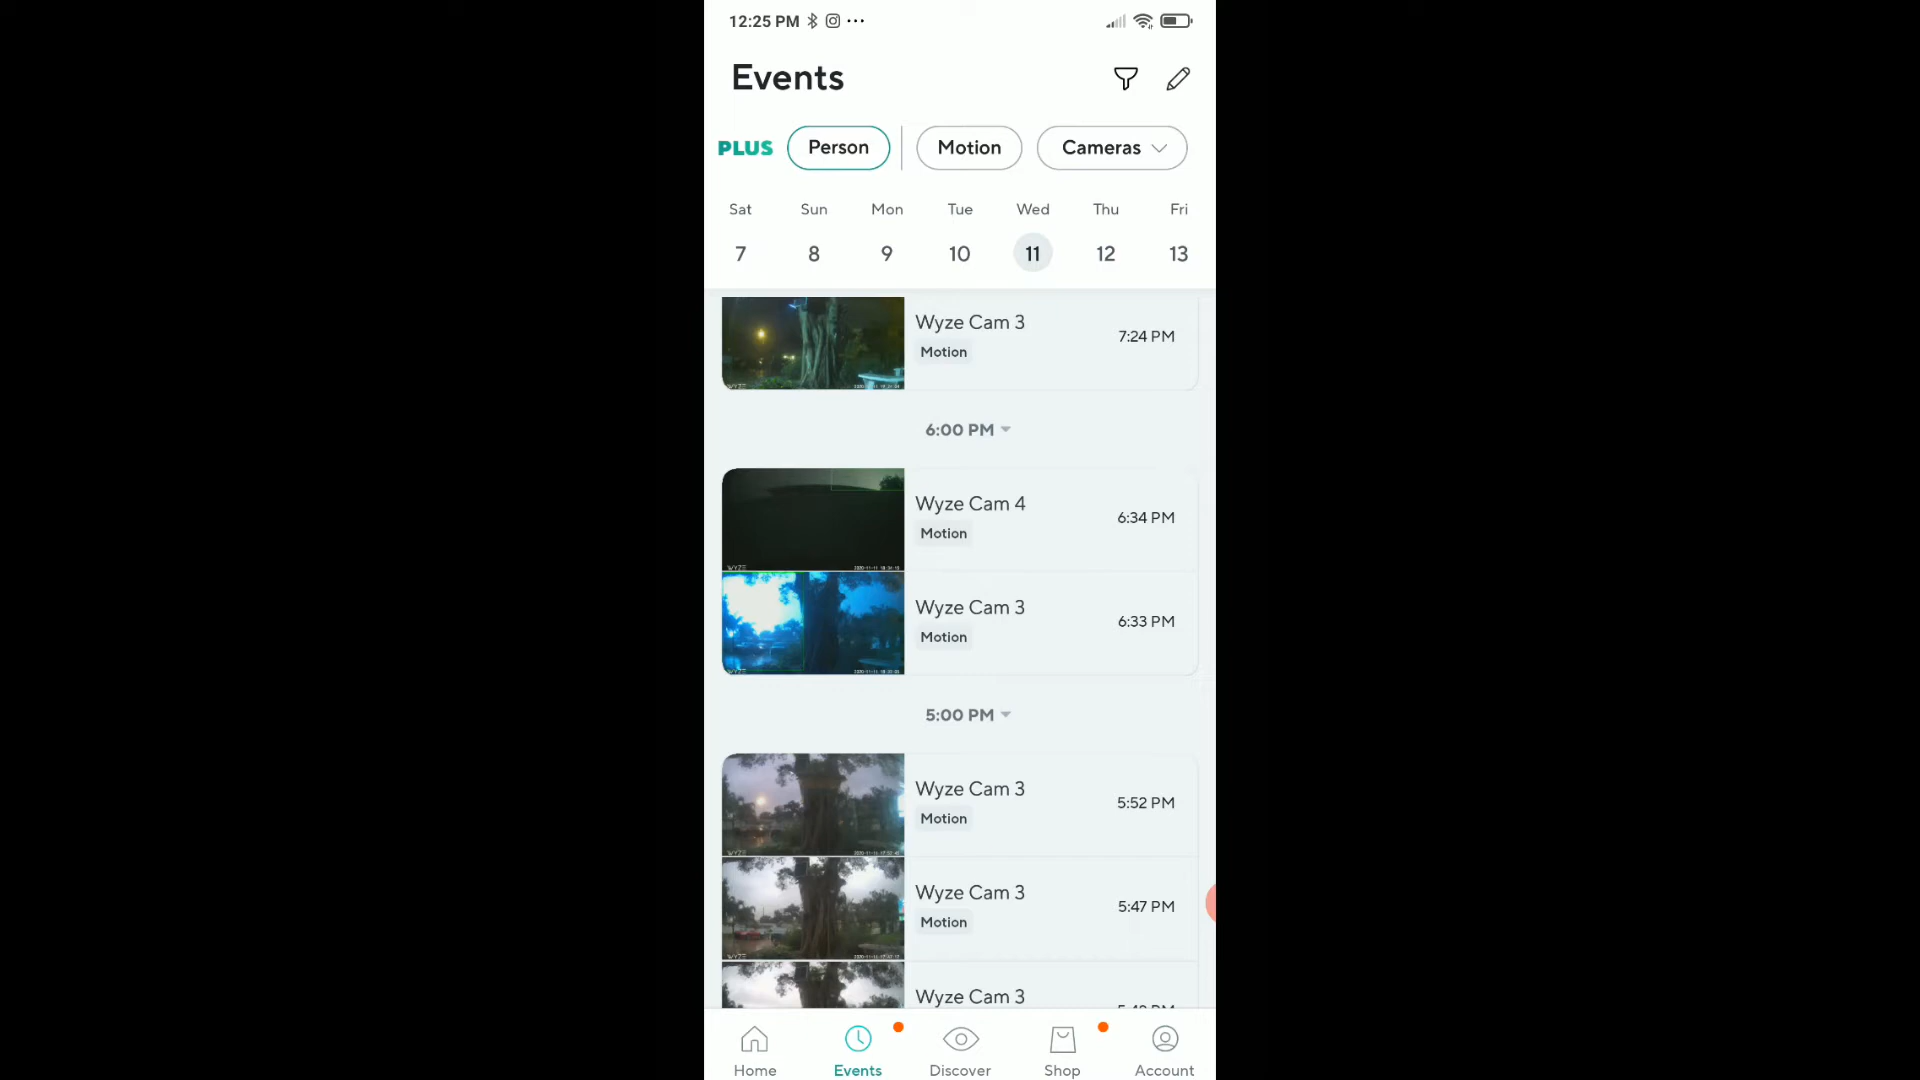 12:25 PM
Events
PLUS Person Motion Cameras
Sat Sun Mon Tue Wed Thu Fri
7 8 9 10 11 12 13
Wyze Cam 3
7:24 PM
Motion
6:00 PM
Wyze Cam 4
6:34 PM
Motion
Wyze Cam 3
6:33 PM
Motion
5:00 PM
Wyze Cam 3
5:52 PM
Motion
Wyze Cam 3
5:47 PM
Motion
Wyze Cam 3
Home Events Discover Shop Account